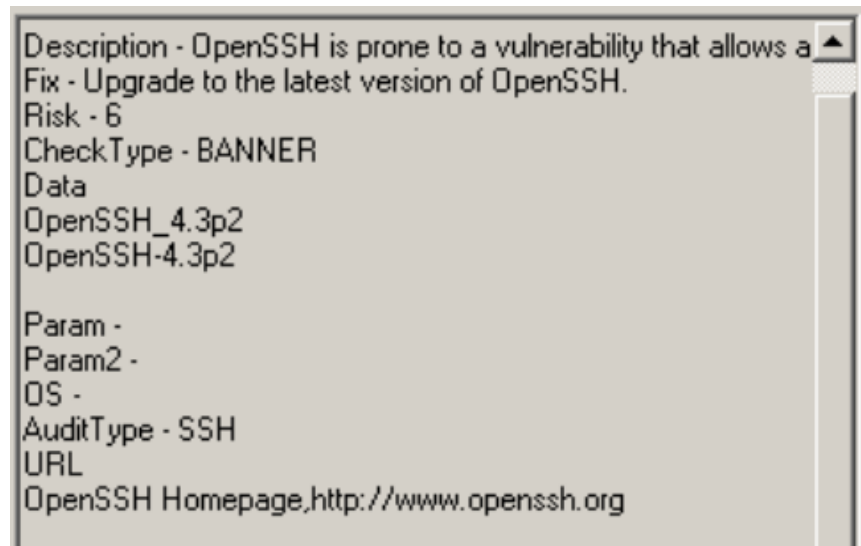 Description - OpenSSH is prone to a vulnerability that allows a
Fix - Upgrade to the latest version of OpenSSH.
Risk - 6
CheckType - BANNER
Data
OpenSSH_4.3p2
OpenSSH-4.3p2
Param -
Param2 -
OS -
AuditType - SSH
URL
OpenSSH Homepage,http://www.openssh.org